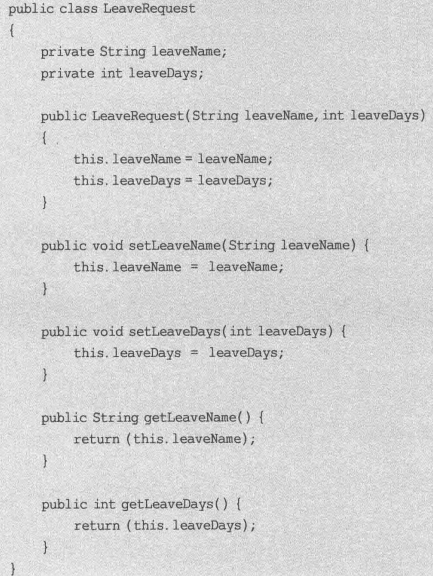 public class LeaveRequest
{
    private String leaveName;
    private int leaveDays;

    public LeaveRequest(String leaveName,int leaveDays)
    {
        this.leaveName = leaveName;
        this.leaveDays = leaveDays;
    }

    public void setLeaveName(String leaveName) {
        this.leaveName = leaveName;
    }

    public void setLeaveDays(int leaveDays) {
        this.leaveDays = leaveDays;
    }

    public String getLeaveName() {
        return (this.leaveName);
    }

    public int getLeaveDays() {
        return (this.leaveDays);
    }
}